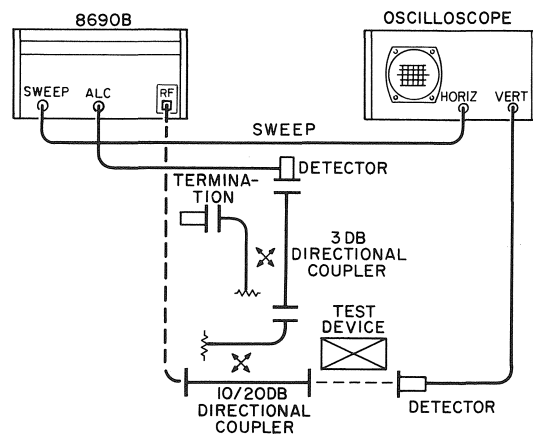 8690B
OSCILLOSCOPE
SWEEP
ALC
RF
HORIZ
VERT
SWEEP
DETECTOR
TERMINA-
TION
3 DB
DIRECTIONAL
COUPLER
TEST
DEVICE
10/20DB
DIRECTIONAL
COUPLER
DETECTOR